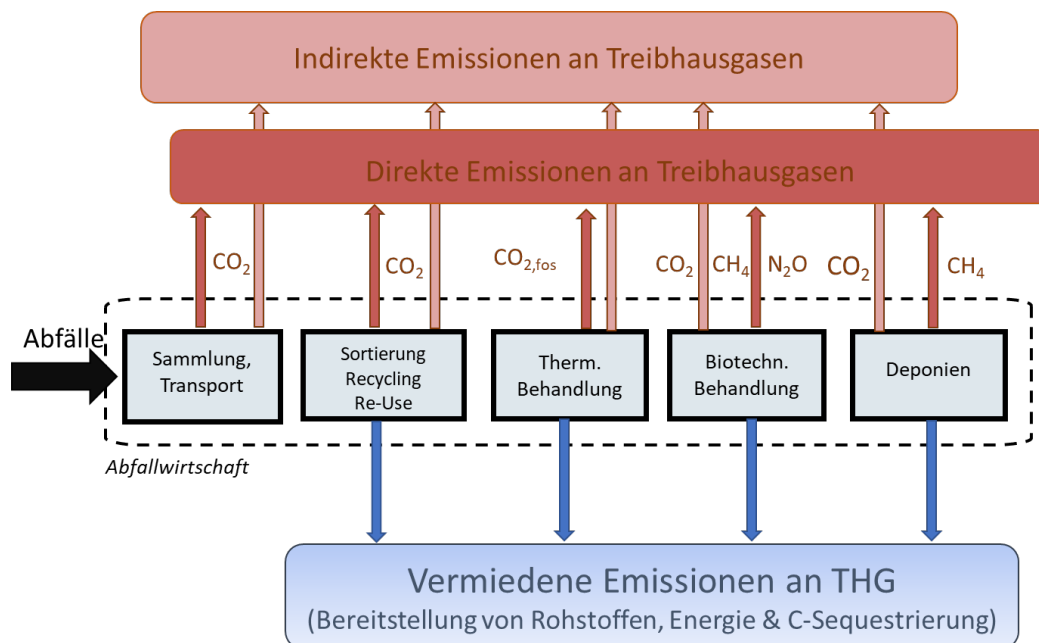 Indirekte Emissionen an Treibhausgasen
Direkte Emissionen an Treibhausgasen
CO₂
CO₂
CO₂,fos
CO₂
CH₄
N₂O
CO₂
CH₄
Abfälle
Sammlung,
Transport
Sortierung
Recycling
Re-Use
Therm.
Behandlung
Biotechn.
Behandlung
Deponien
Abfallwirtschaft
Vermiedene Emissionen an THG
(Bereitstellung von Rohstoffen, Energie & C-Sequestrierung)